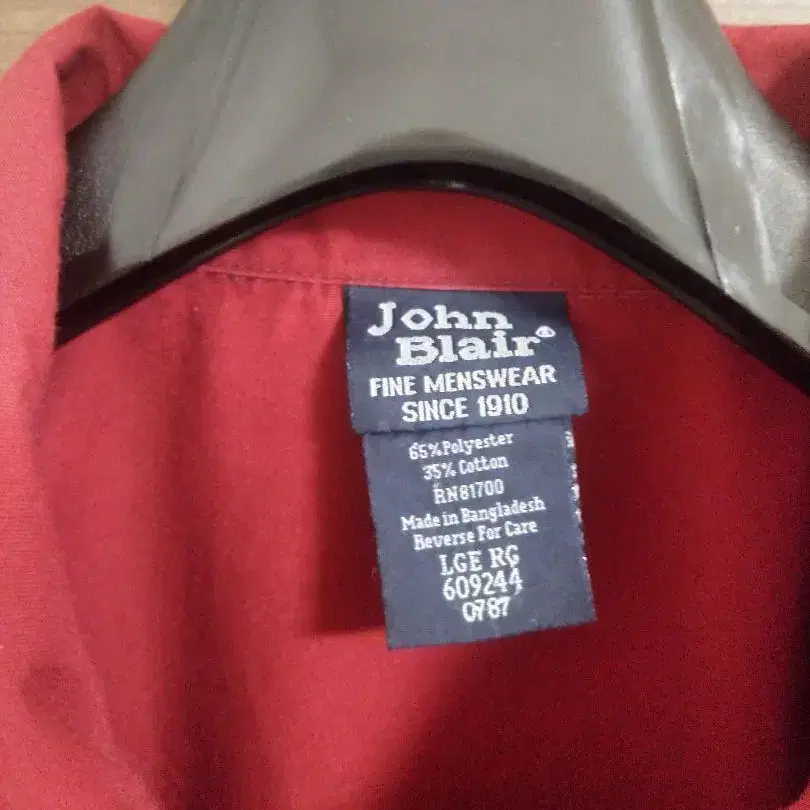 John
Blair®
FINE MENSWEAR
SINCE 1910
65%Polyester
35% Cotton
RN81700
Made in Bangladesh
Reverse For Care
LGE RG
609244
0787